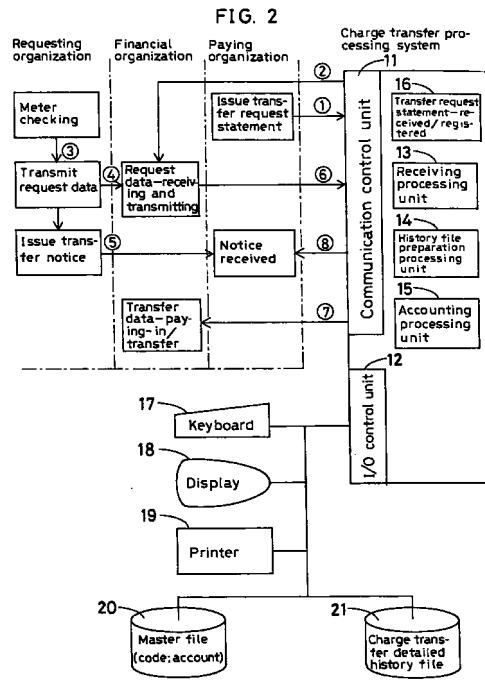 FIG. 2
Requesting
organization
Financial
organization
Paying
organization
Charge transfer pro-
cessing system
11
②
Meter
checking
Issue transfer
request
statement
①
16
Transfer request
statement-re-
ceived/regis-
tered
③
Transmit
request data
④
Request
data-receiv-
ing and
transmitting
⑥
Communication control unit
13
Receiving
processing
unit
Issue trans-
fer notice
⑤
Notice
received
⑧
14
History file
preparation
processing
unit
Transfer
data-pay-
ing-in/
transfer
⑦
15
Accounting
processing
unit
12
I/O control unit
17
Keyboard
18
Display
19
Printer
20
Master file
(code; account)
21
Charge transfer
detailed
history file